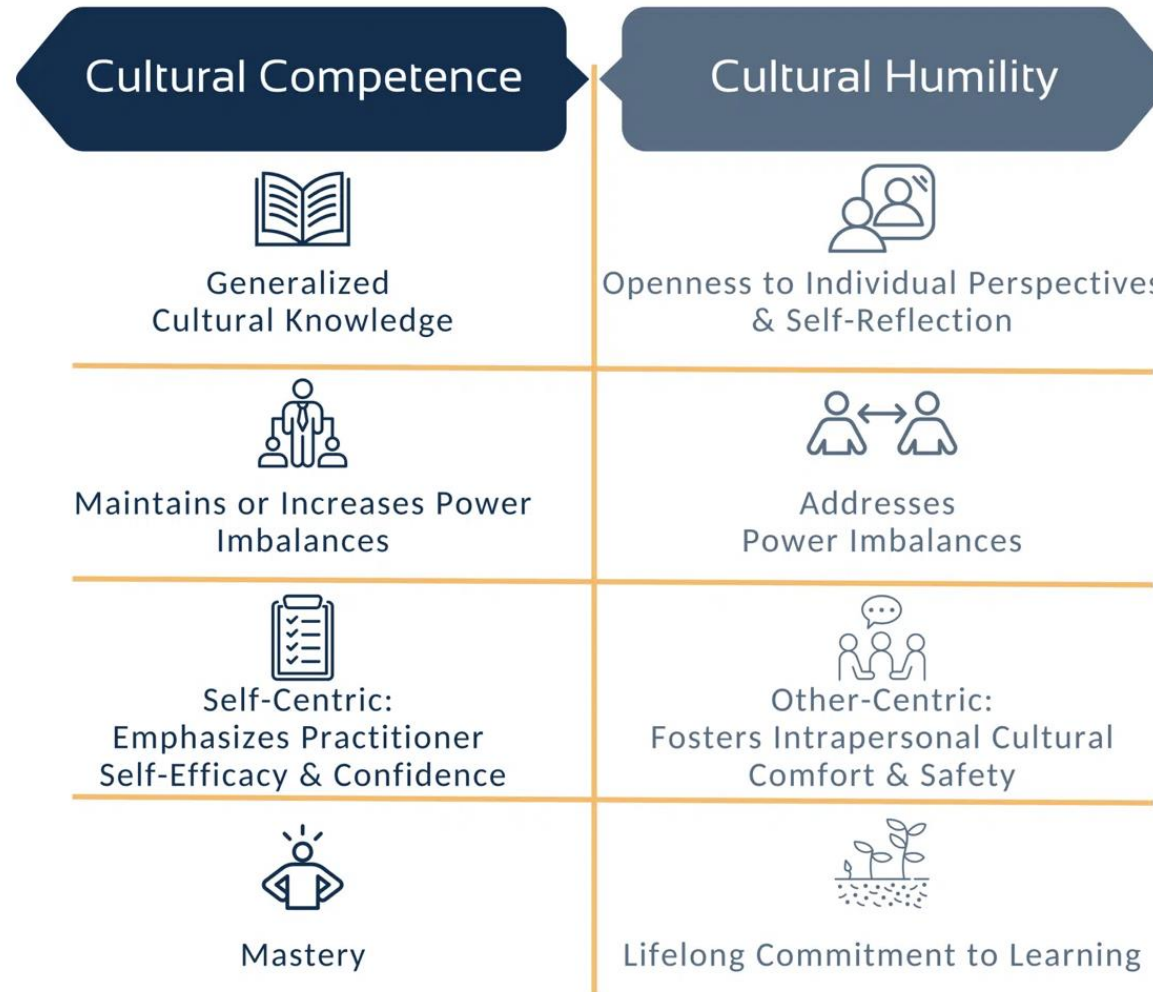 Cultural Competence
Cultural Humility
Generalized
Cultural Knowledge
Openness to Individual Perspectives
& Self-Reflection
Maintains or Increases Power
Imbalances
Addresses
Power Imbalances
Self-Centric:
Emphasizes Practitioner
Self-Efficacy & Confidence
Other-Centric:
Fosters Intrapersonal Cultural
Comfort & Safety
Mastery
Lifelong Commitment to Learning